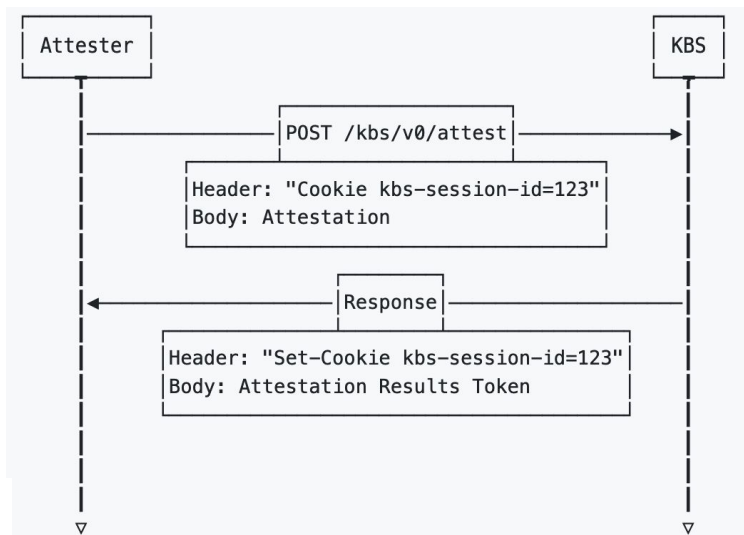 Attester
KBS
POST /kbs/v0/attest
Header: "Cookie kbs-session-id=123"
Body: Attestation
Response
Header: "Set-Cookie kbs-session-id=123"
Body: Attestation Results Token